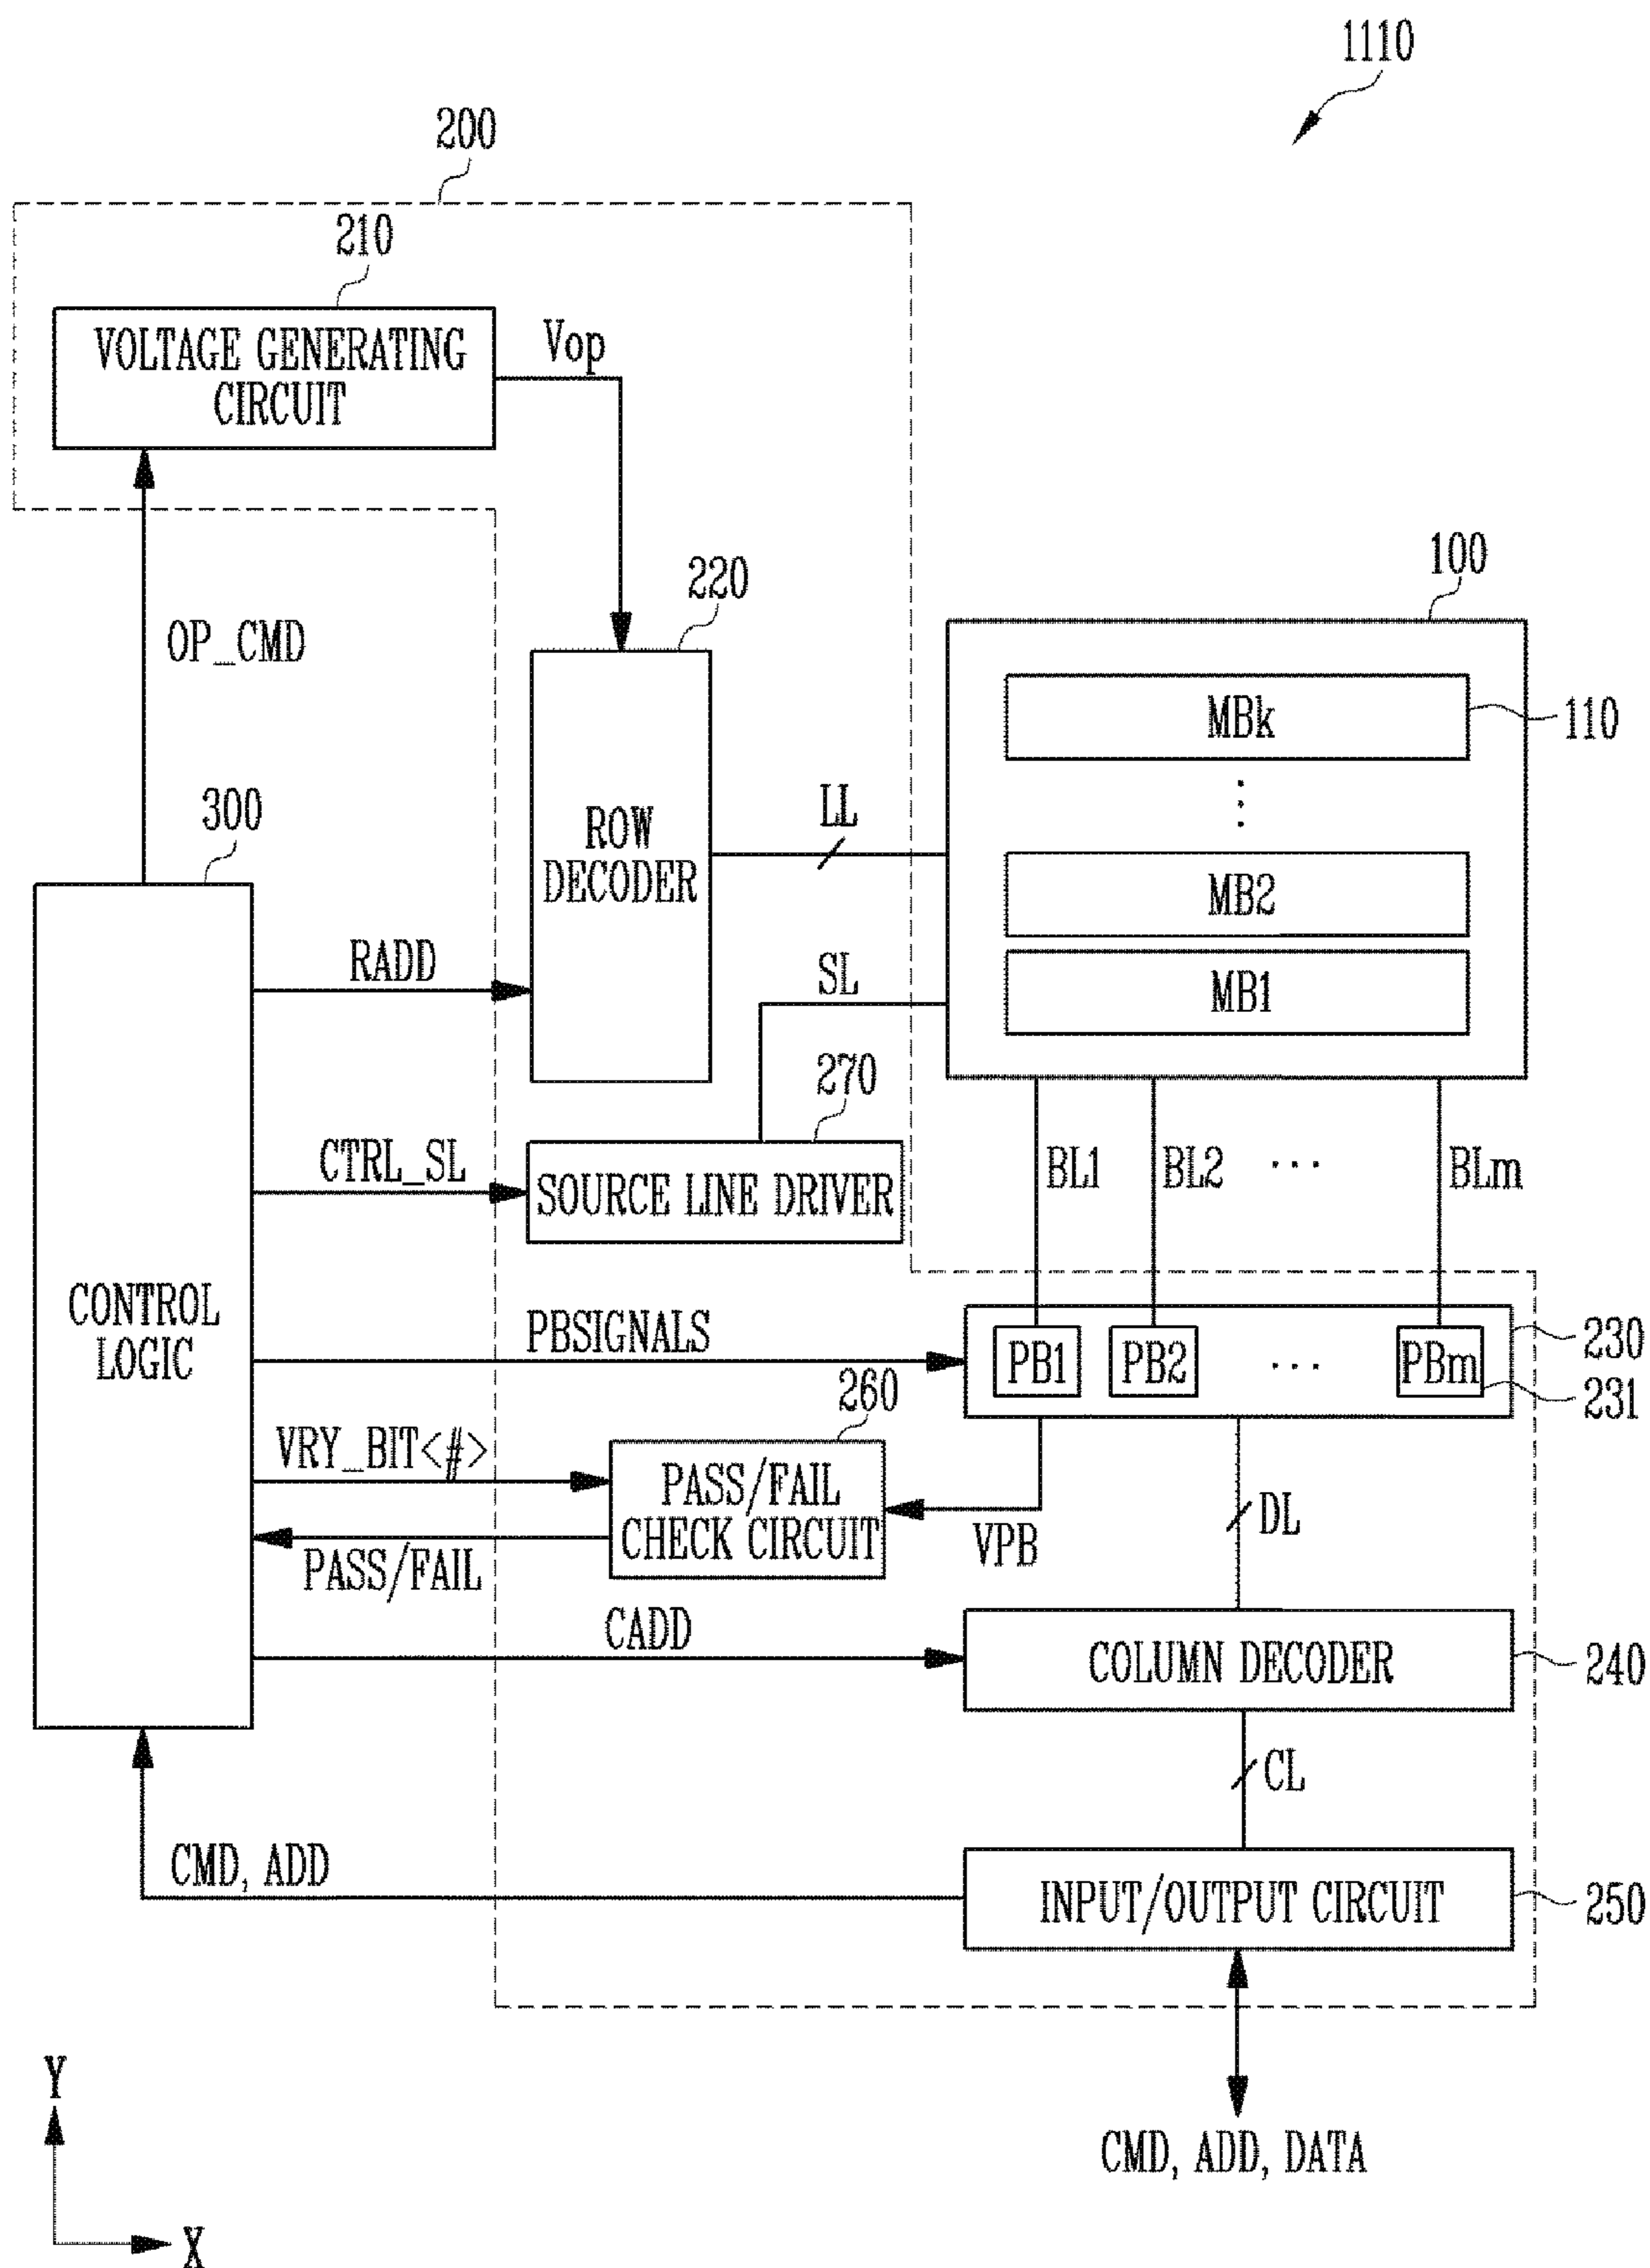 1110
200
210
VOLTAGE GENERATING
CIRCUIT
Vop
OP_CMD
220
ROW
DECODER
100
MBk
110
⋮
MB2
MB1
LL
SL
300
CONTROL
LOGIC
RADD
270
CTRL_SL
SOURCE LINE DRIVER
BL1
BL2
...
BLm
PBSIGNALS
PB1
PB2
...
PBm
230
231
260
VRY_BIT<#>
PASS/FAIL
CHECK CIRCUIT
PASS/FAIL
VPB
DL
CADD
COLUMN DECODER
240
CL
CMD, ADD
INPUT/OUTPUT CIRCUIT
250
CMD, ADD, DATA
Y
X